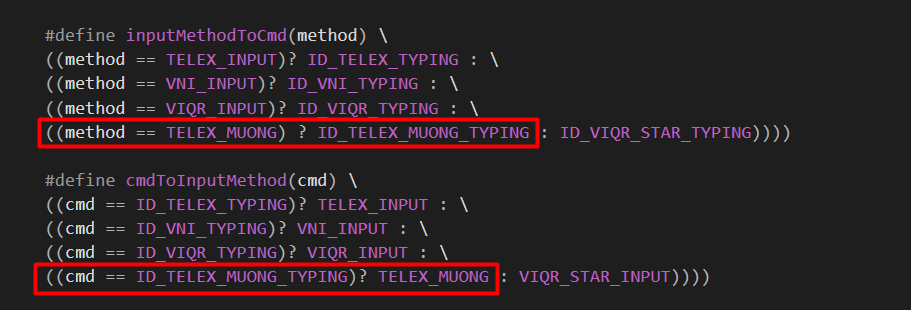 #define inputMethodToCmd(method) \
((method == TELEX_INPUT)? ID_TELEX_TYPING : \
((method == VNI_INPUT)? ID_VNI_TYPING : \
((method == VIQR_INPUT)? ID_VIQR_TYPING : \
((method == TELEX_MUONG) ? ID_TELEX_MUONG_TYPING : ID_VIQR_STAR_TYPING))))
#define cmdToInputMethod(cmd) \
((cmd == ID_TELEX_TYPING)? TELEX_INPUT : \
((cmd == ID_VNI_TYPING)? VNI_INPUT : \
((cmd == ID_VIQR_TYPING)? VIQR_INPUT : \
((cmd == ID_TELEX_MUONG_TYPING)? TELEX_MUONG : VIQR_STAR_INPUT))))